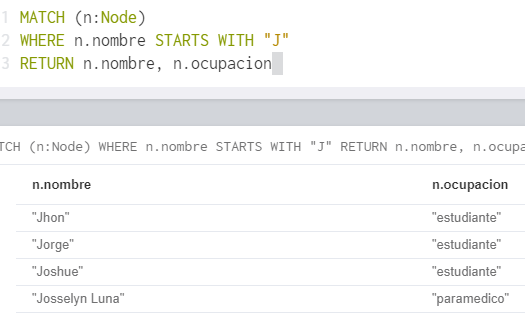 1 MATCH (n:Node)
2 WHERE n.nombre STARTS WITH "J"
3 RETURN n.nombre, n.ocupacion
TCH (n:Node) WHERE n.nombre STARTS WITH "J" RETURN n.nombre, n.ocupa
n.nombre n.ocupacion
"Jhon" "estudiante"
"Jorge" "estudiante"
"Joshue" "estudiante"
"Josselyn Luna" "paramedico"